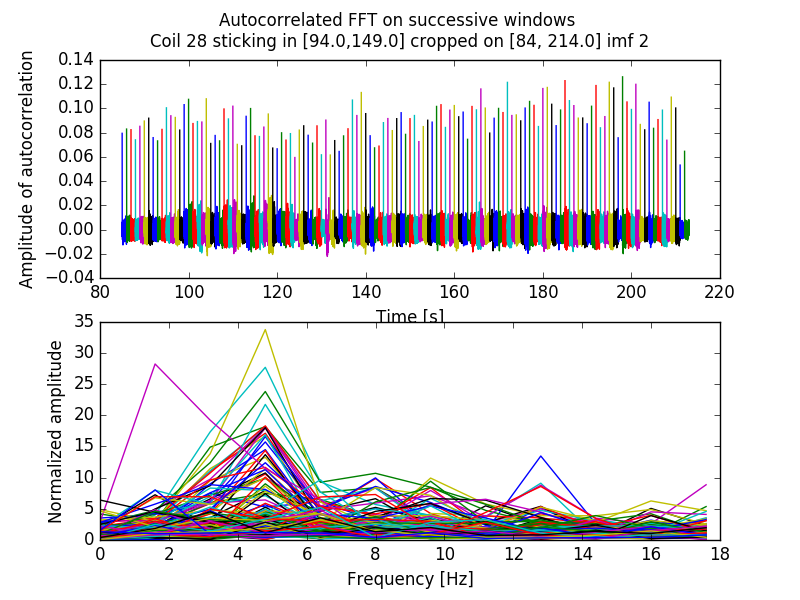 Autocorrelated FFT on successive windows
Coil 28 sticking in [94.0,149.0] cropped on [84, 214.0] imf 2
Amplitude of autocorrelation
0.14
0.12
0.10
0.08
0.06
0.04
0.02
0.00
−0.02
−0.04
80 100 120 140 160 180 200 220
Time [s]
Normalized amplitude
35
30
25
20
15
10
5
0
0 2 4 6 8 10 12 14 16 18
Frequency [Hz]